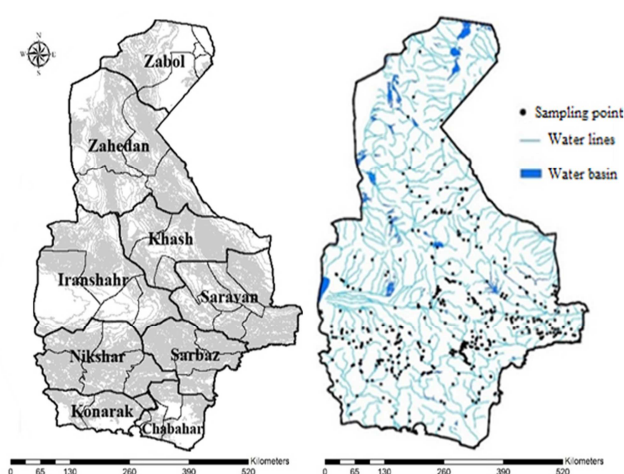 N
W E
S
Zabol
Zahedan
Khash
Iranshahr
Saravan
Nikshar
Sarbaz
Konarak
Chabahar
Sampling point
Water lines
Water basin
Kilometers
0 65 130 260 390 520
Kilometers
0 65 130 260 390 520